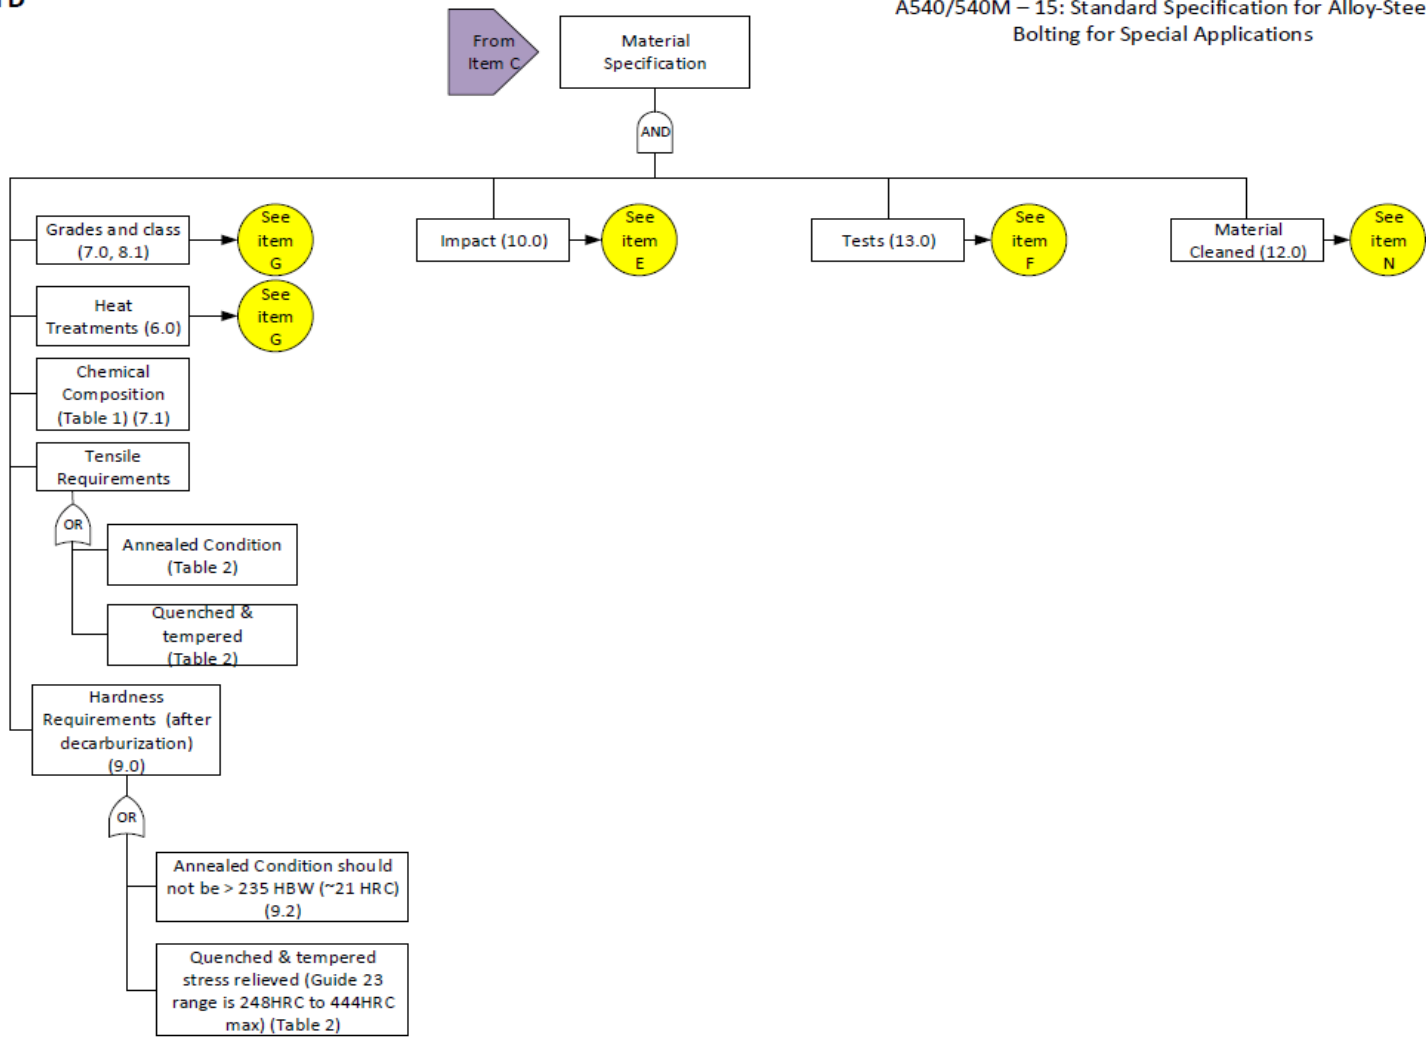 A540/540M – 15: Standard Specification for Alloy-Stee
Bolting for Special Applications
From
Item C
Material
Specification
AND
Grades and class
(7.0, 8.1)
See
item
G
Impact (10.0)
See
item
E
Tests (13.0)
See
item
F
Material
Cleaned (12.0)
See
item
N
Heat
Treatments (6.0)
See
item
G
Chemical
Composition
(Table 1) (7.1)
Tensile
Requirements
OR
Annealed Condition
(Table 2)
Quenched &
tempered
(Table 2)
Hardness
Requirements (after
decarburization)
(9.0)
OR
Annealed Condition should
not be > 235 HBW (~21 HRC)
(9.2)
Quenched & tempered
stress relieved (Guide 23
range is 248HRC to 444HRC
max) (Table 2)